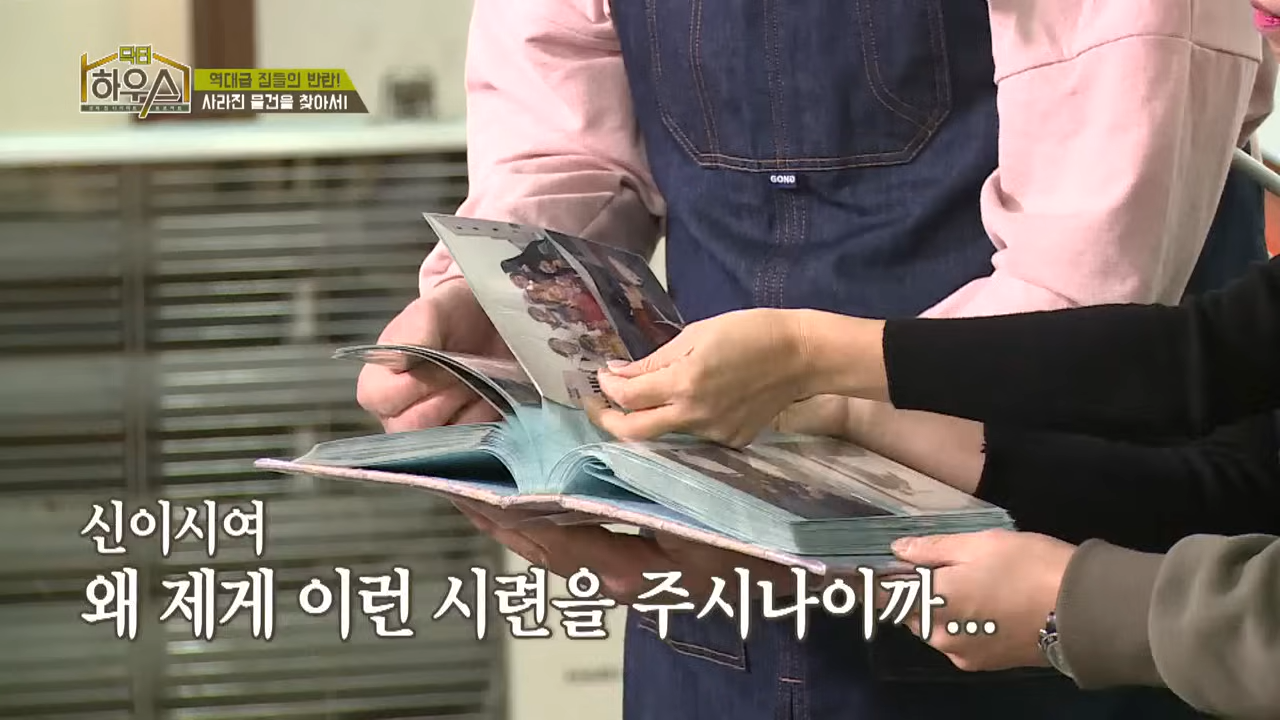 닥터
하우스
역대급 집들의 반란!
사라진 물건을 찾아서!
GONG
신이시여
왜 제게 이런 시련을 주시나이까...